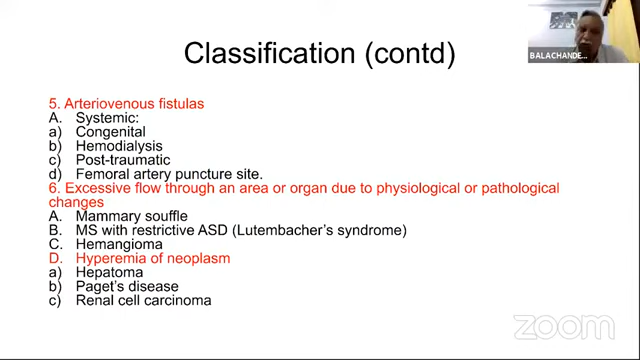 Classification (contd)
BALACHANDE...
5. Arteriovenous fistulas
A. Systemic:
a) Congenital
b) Hemodialysis
c) Post-traumatic
d) Femoral artery puncture site.
6. Excessive flow through an area or organ due to physiological or pathological
changes
A. Mammary souffle
B. MS with restrictive ASD (Lutembacher’s syndrome)
C. Hemangioma
D. Hyperemia of neoplasm
a) Hepatoma
b) Paget’s disease
c) Renal cell carcinoma
zoom